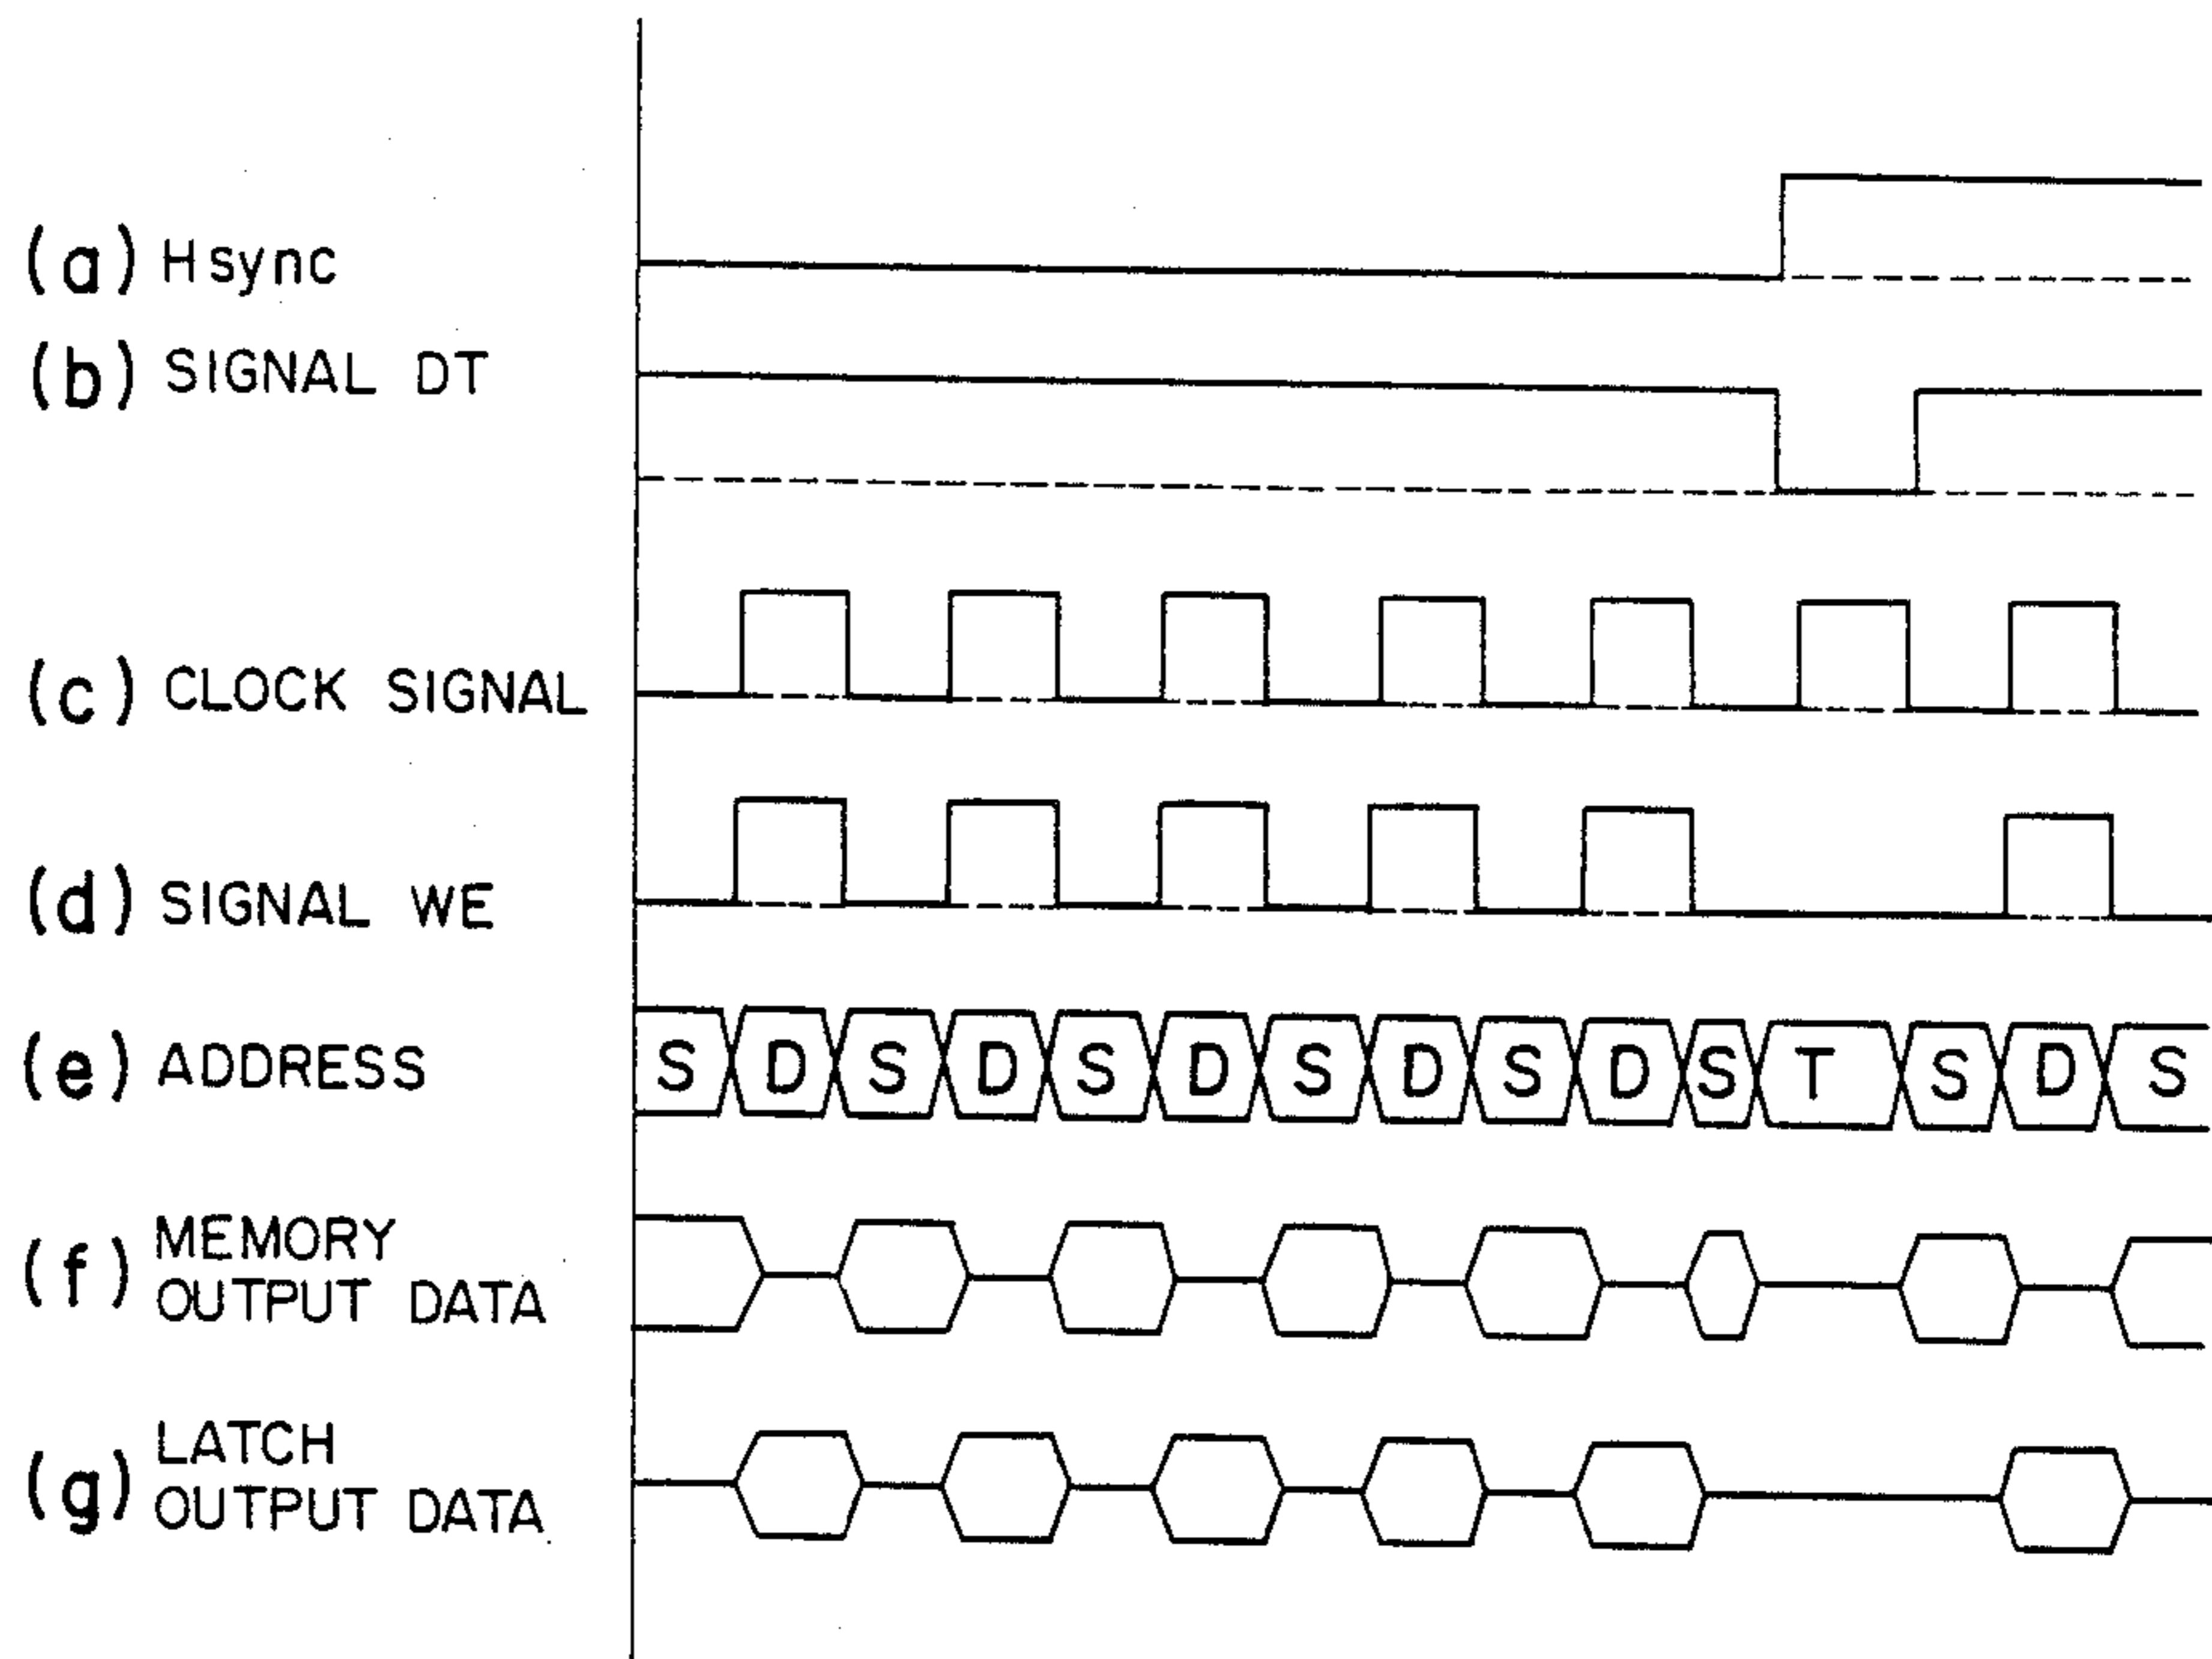 (a) Hsync
(b) SIGNAL DT
(c) CLOCK SIGNAL
(d) SIGNAL WE
(e) ADDRESS S D S D S D S D S D S T S D S
(f) MEMORY
OUTPUT DATA
(g) LATCH
OUTPUT DATA